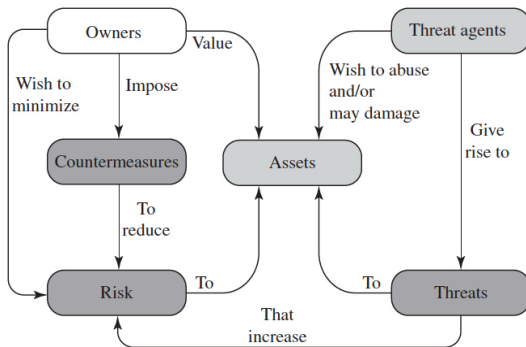 Owners
Threat agents
Value
Wish to
minimize
Impose
Wish to abuse
and/or
may damage
Give
rise to
Countermeasures
Assets
To
reduce
Risk
To
To
Threats
That
increase